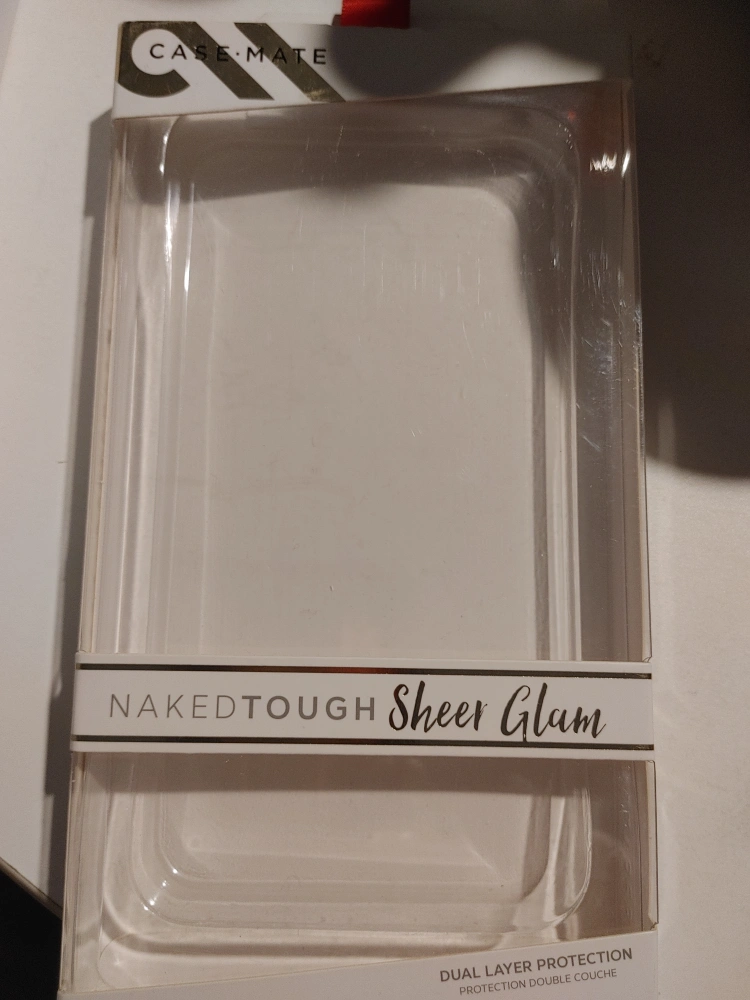 CASE·MATE
NAKEDTOUGH Sheer Glam
DUAL LAYER PROTECTION
PROTECTION DOUBLE COUCHE